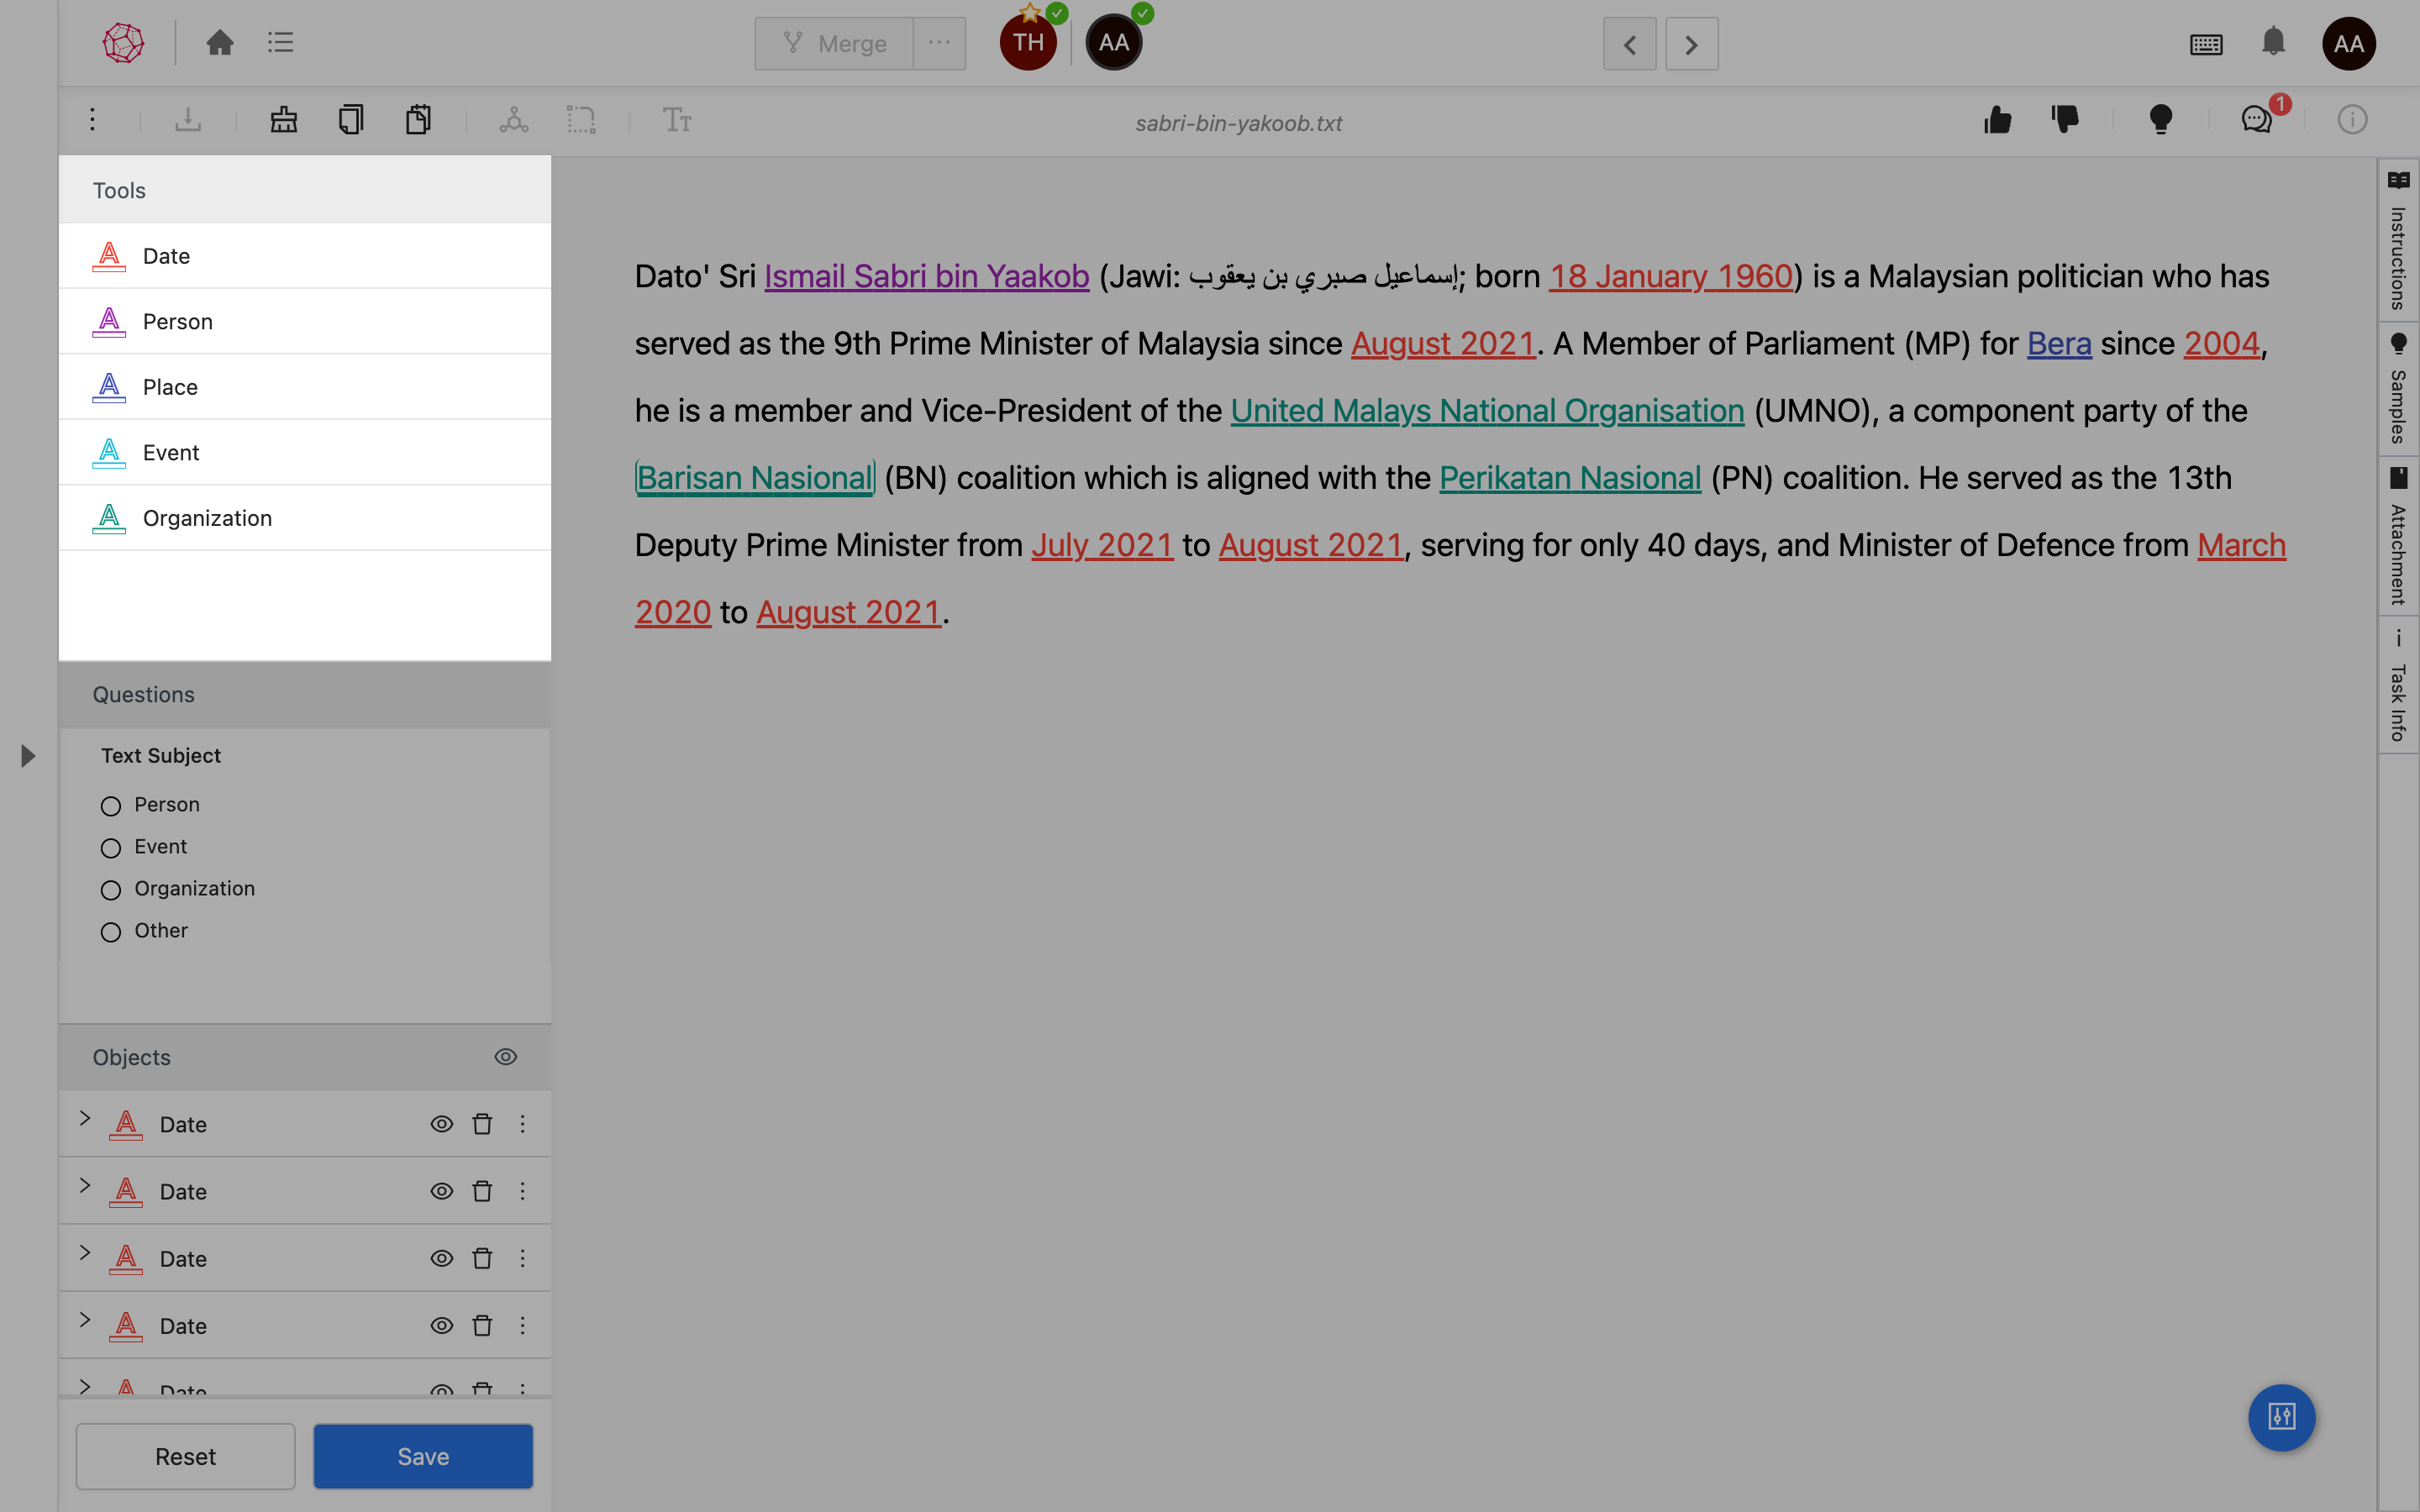 Merge
TH
AA
AA
sabri-bin-yakoob.txt
1
Tools
Date
Person
Place
Event
Organization
Questions
Text Subject
Person
Event
Organization
Other
Objects
Date
Date
Date
Date
Date
Reset
Save
Dato' Sri Ismail Sabri bin Yaakob (Jawi: إسماعيل صبري بن يعقوب; born 18 January 1960) is a Malaysian politician who has
served as the 9th Prime Minister of Malaysia since August 2021. A Member of Parliament (MP) for Bera since 2004,
he is a member and Vice-President of the United Malays National Organisation (UMNO), a component party of the
Barisan Nasional (BN) coalition which is aligned with the Perikatan Nasional (PN) coalition. He served as the 13th
Deputy Prime Minister from July 2021 to August 2021, serving for only 40 days, and Minister of Defence from March
2020 to August 2021.
Instructions
Samples
Attachment
Task Info